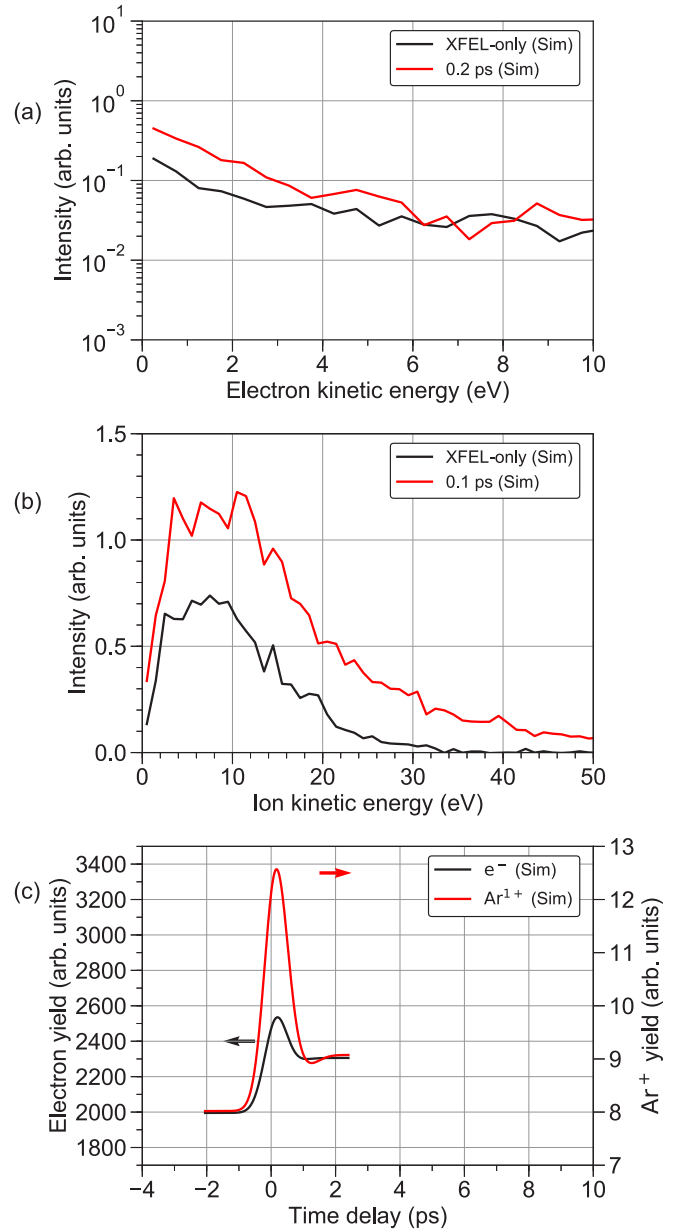 (a)
Intensity (arb. units)
10¹
10⁰
10⁻¹
10⁻²
10⁻³
XFEL-only (Sim)
0.2 ps (Sim)
0 2 4 6 8 10
Electron kinetic energy (eV)
(b)
Intensity (arb. units)
1.5
1.0
0.5
0.0
XFEL-only (Sim)
0.1 ps (Sim)
0 10 20 30 40 50
Ion kinetic energy (eV)
(c)
Electron yield (arb. units)
3400
3200
3000
2800
2600
2400
2200
2000
1800
e⁻ (Sim)
Ar¹⁺ (Sim)
13
12
11
10
9
8
7
Ar⁺ yield (arb. units)
−4 −2 0 2 4 6 8 10
Time delay (ps)